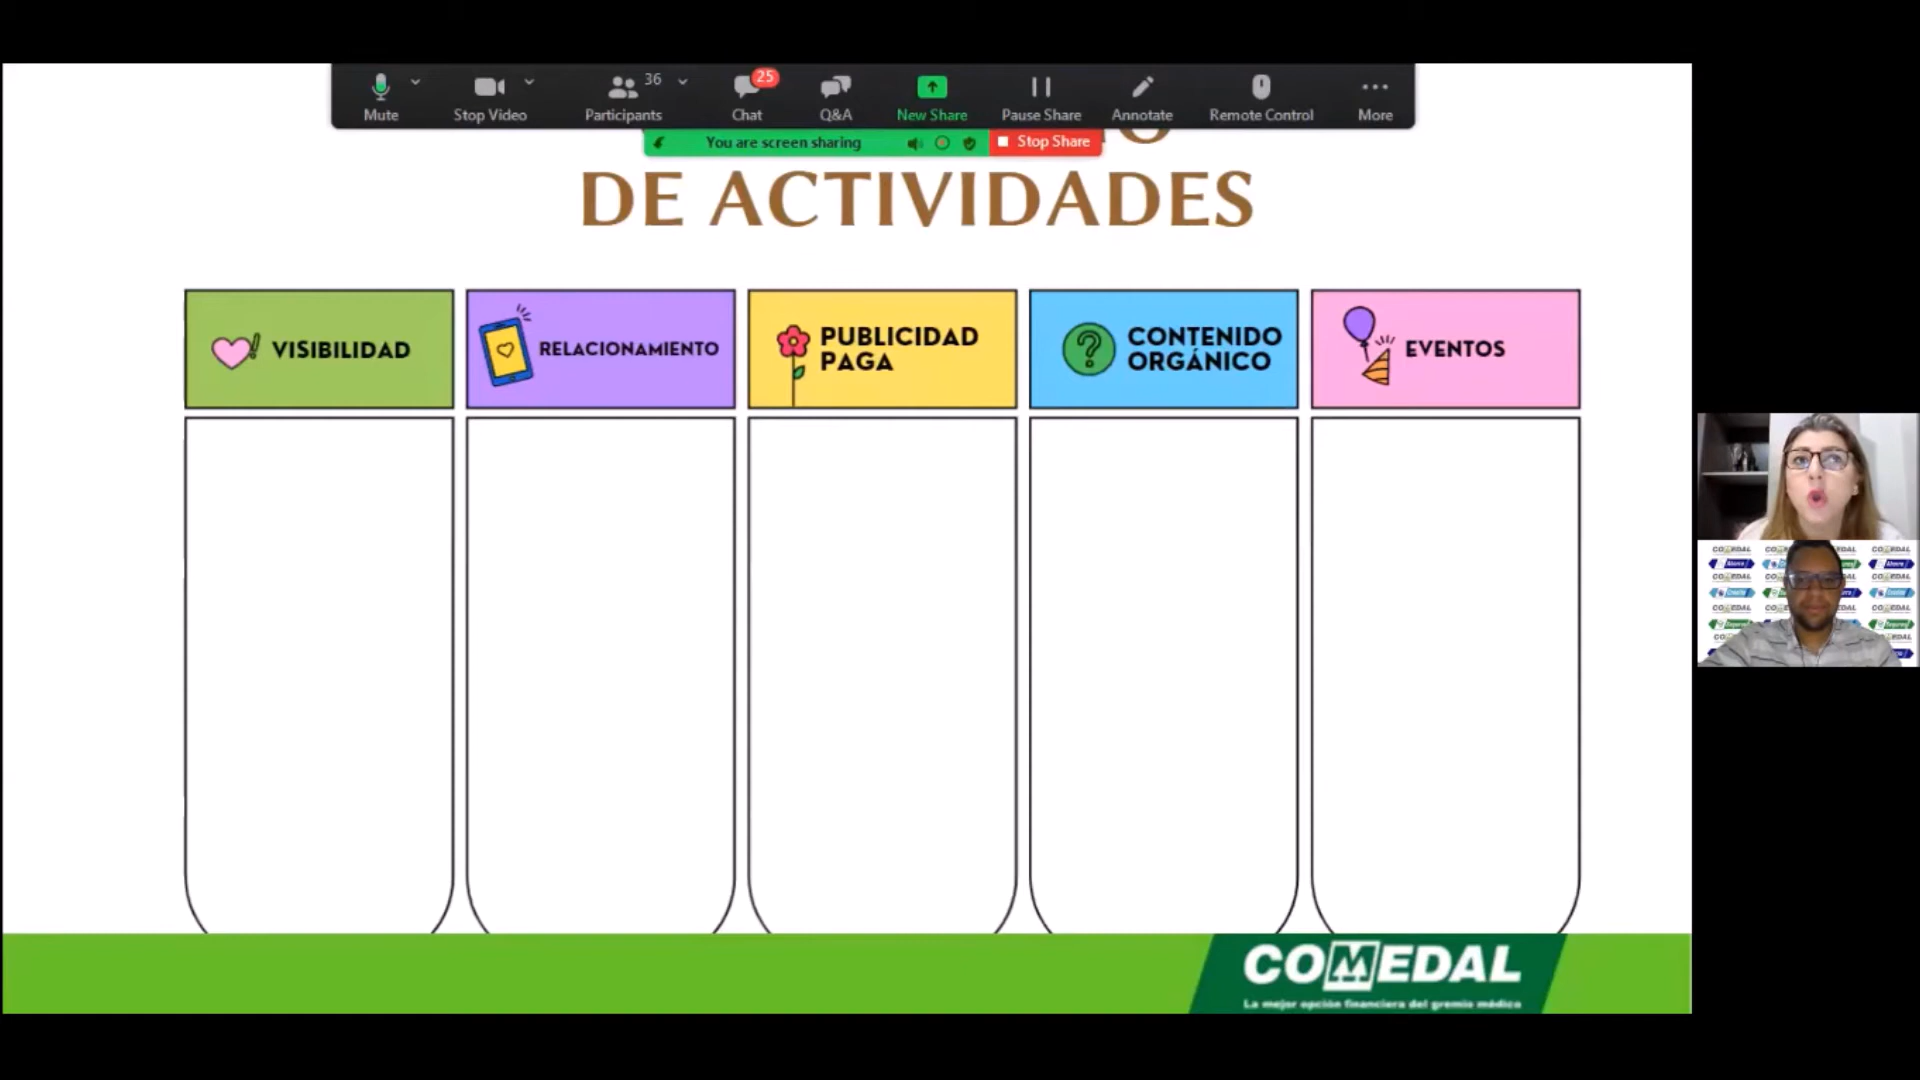 36
25
Mute
Stop Video
Participants
Chat
Q&A
New Share
Pause Share
Annotate
Remote Control
More
You are screen sharing
Stop Share
DE ACTIVIDADES
VISIBILIDAD
RELACIONAMIENTO
PUBLICIDAD
PAGA
CONTENIDO
ORGÁNICO
EVENTOS
COMEDAL
La mejor opción financiera del gremio médico